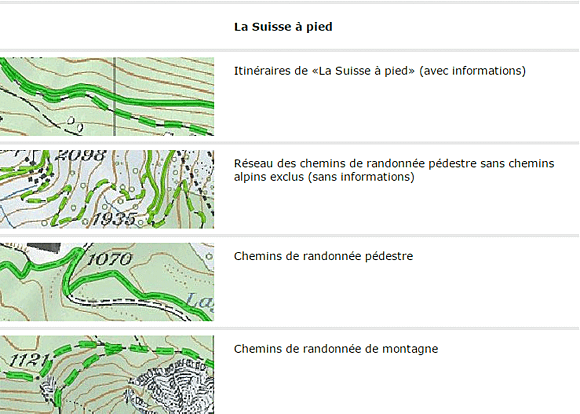 La Suisse à pied
Itinéraires de «La Suisse à pied» (avec informations)
2098
1935
Réseau des chemins de randonnée pédestre sans chemins
alpins exclus (sans informations)
1070
Chemins de randonnée pédestre
1121
Chemins de randonnée de montagne